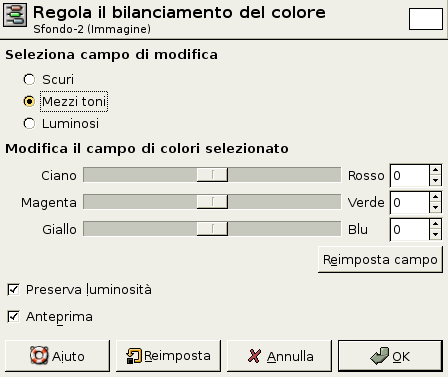 Regola il bilanciamento del colore
Sfondo-2 (Immagine)
Seleziona campo di modifica
Scuri
Mezzi toni
Luminosi
Modifica il campo di colori selezionato
Ciano Rosso 0
Magenta Verde 0
Giallo Blu 0
Reimposta campo
Preserva luminosità
Anteprima
Aiuto Reimposta Annulla OK